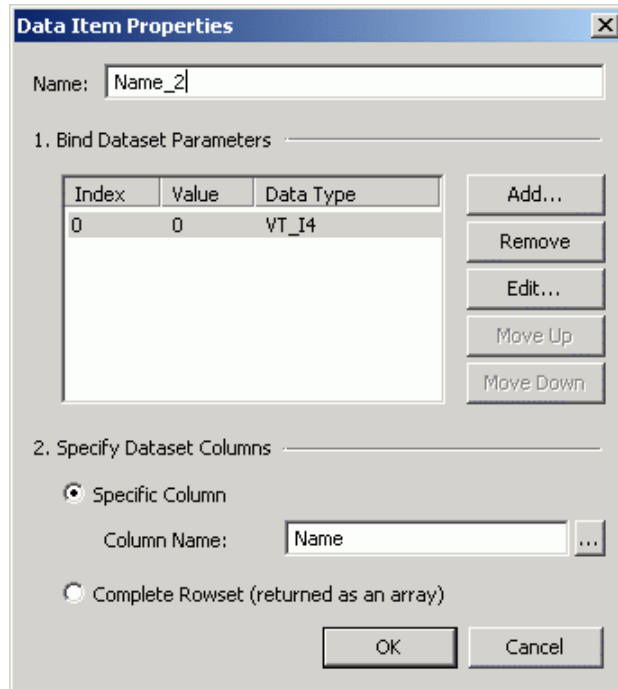 Data Item Properties
Name: Name_2
1. Bind Dataset Parameters
Index Value Data Type
0 0 VT_I4
Add...
Remove
Edit...
Move Up
Move Down
2. Specify Dataset Columns
Specific Column
Column Name: Name ...
Complete Rowset (returned as an array)
OK Cancel